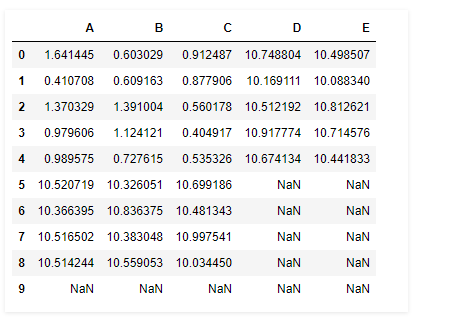 A B C D E
0 1.641445 0.603029 0.912487 10.748804 10.498507
1 0.410708 0.609163 0.877906 10.169111 10.088340
2 1.370329 1.391004 0.560178 10.512192 10.812621
3 0.979606 1.124121 0.404917 10.917774 10.714576
4 0.989575 0.727615 0.535326 10.674134 10.441833
5 10.520719 10.326051 10.699186 NaN NaN
6 10.366395 10.836375 10.481343 NaN NaN
7 10.516502 10.383048 10.997541 NaN NaN
8 10.514244 10.559053 10.034450 NaN NaN
9 NaN NaN NaN NaN NaN